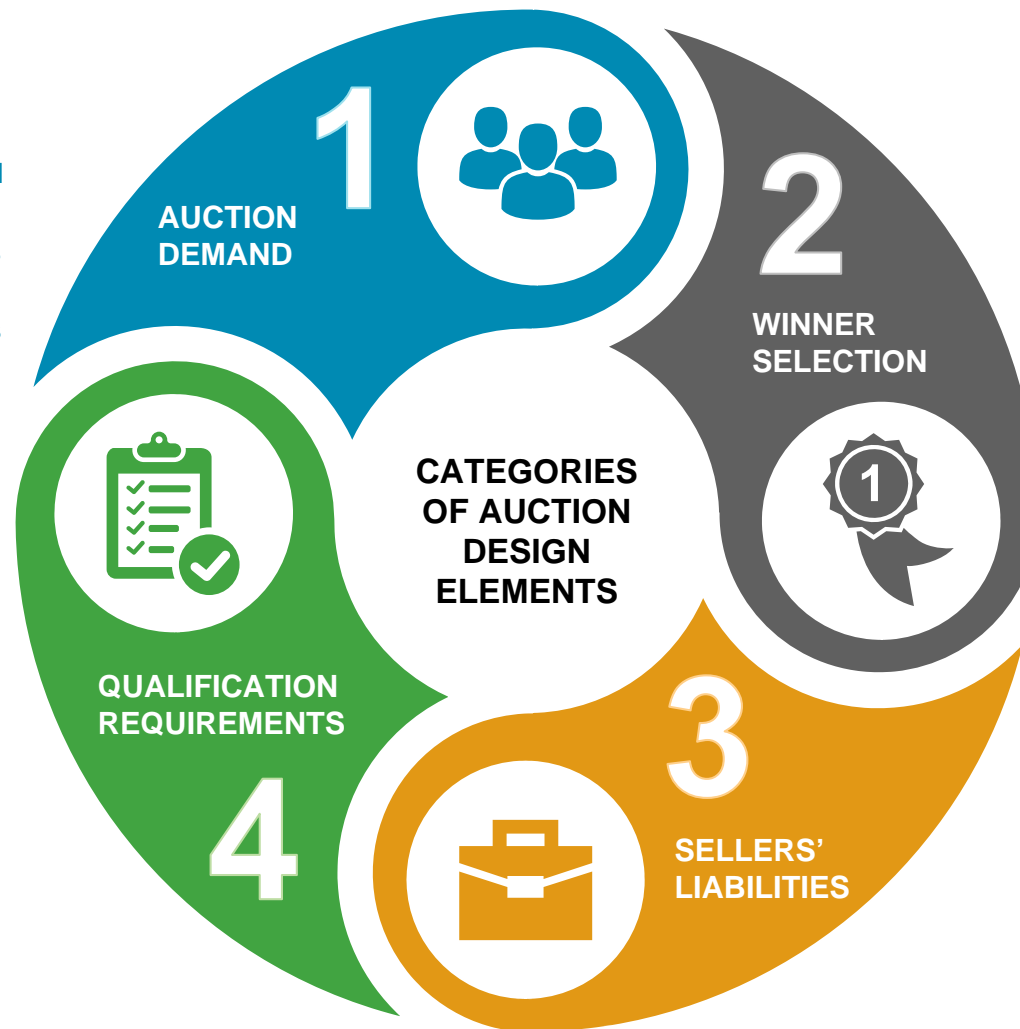 1
AUCTION
DEMAND
2
WINNER
SELECTION
1
CATEGORIES
OF AUCTION
DESIGN
ELEMENTS
3
SELLERS’
LIABILITIES
QUALIFICATION
REQUIREMENTS
4